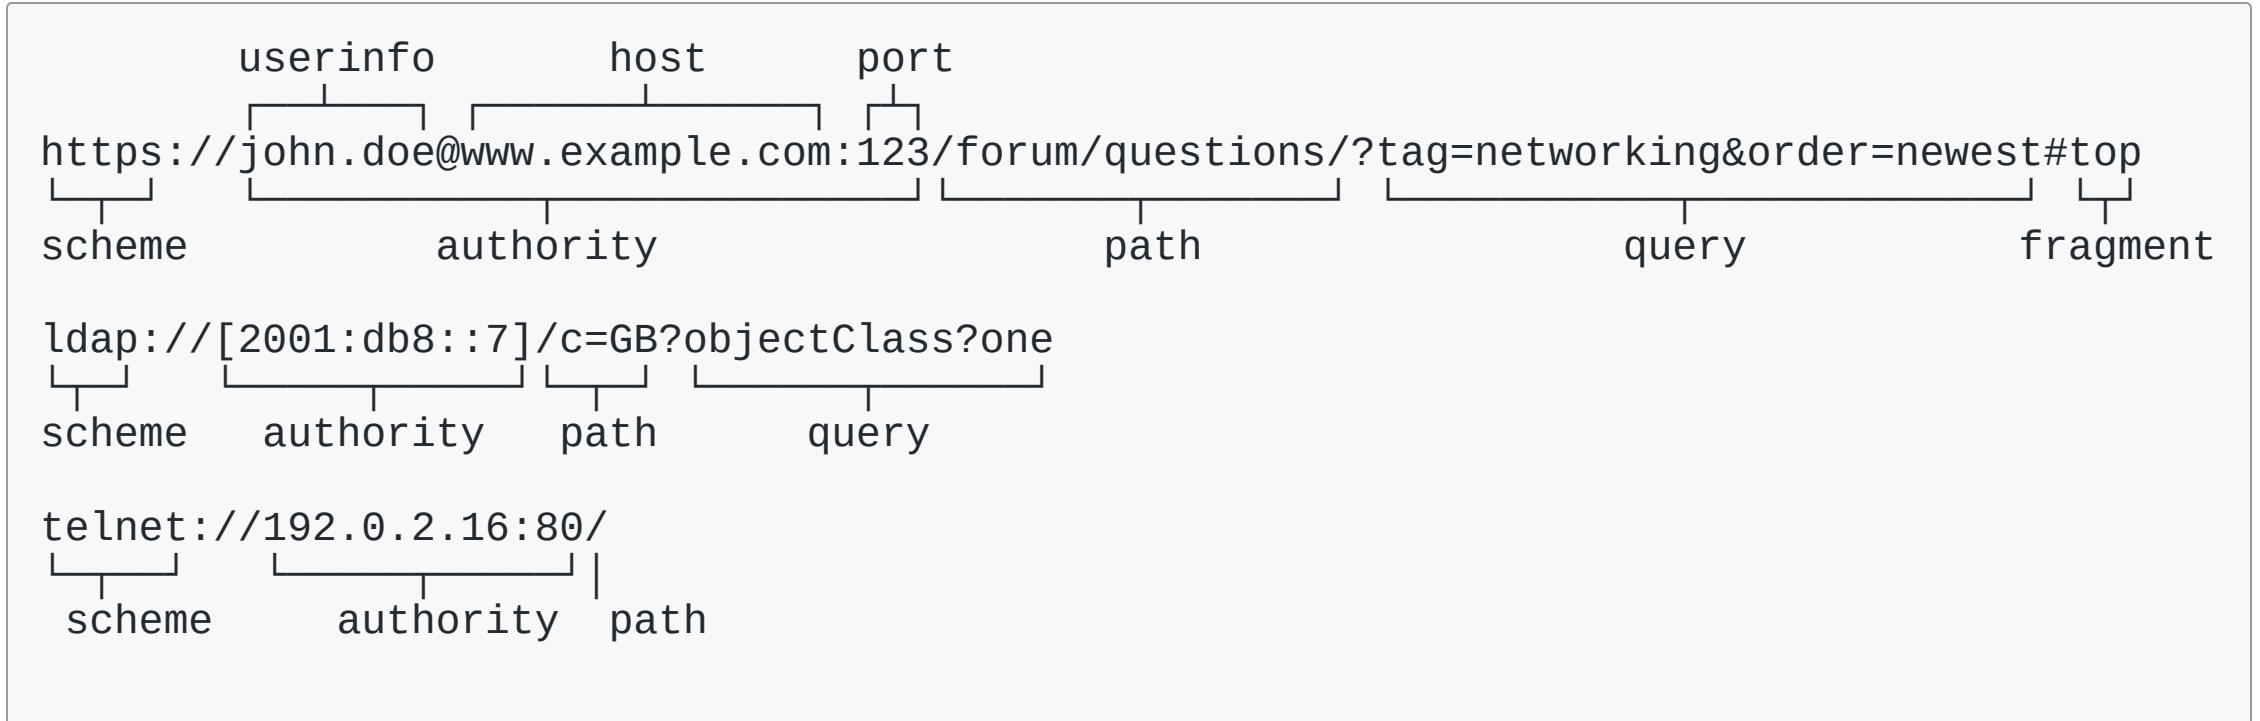 userinfo host port
https://john.doe@www.example.com:123/forum/questions/?tag=networking&order=newest#top
scheme authority path query fragment
ldap://[2001:db8::7]/c=GB?objectClass?one
scheme authority path query
telnet://192.0.2.16:80/
scheme authority path